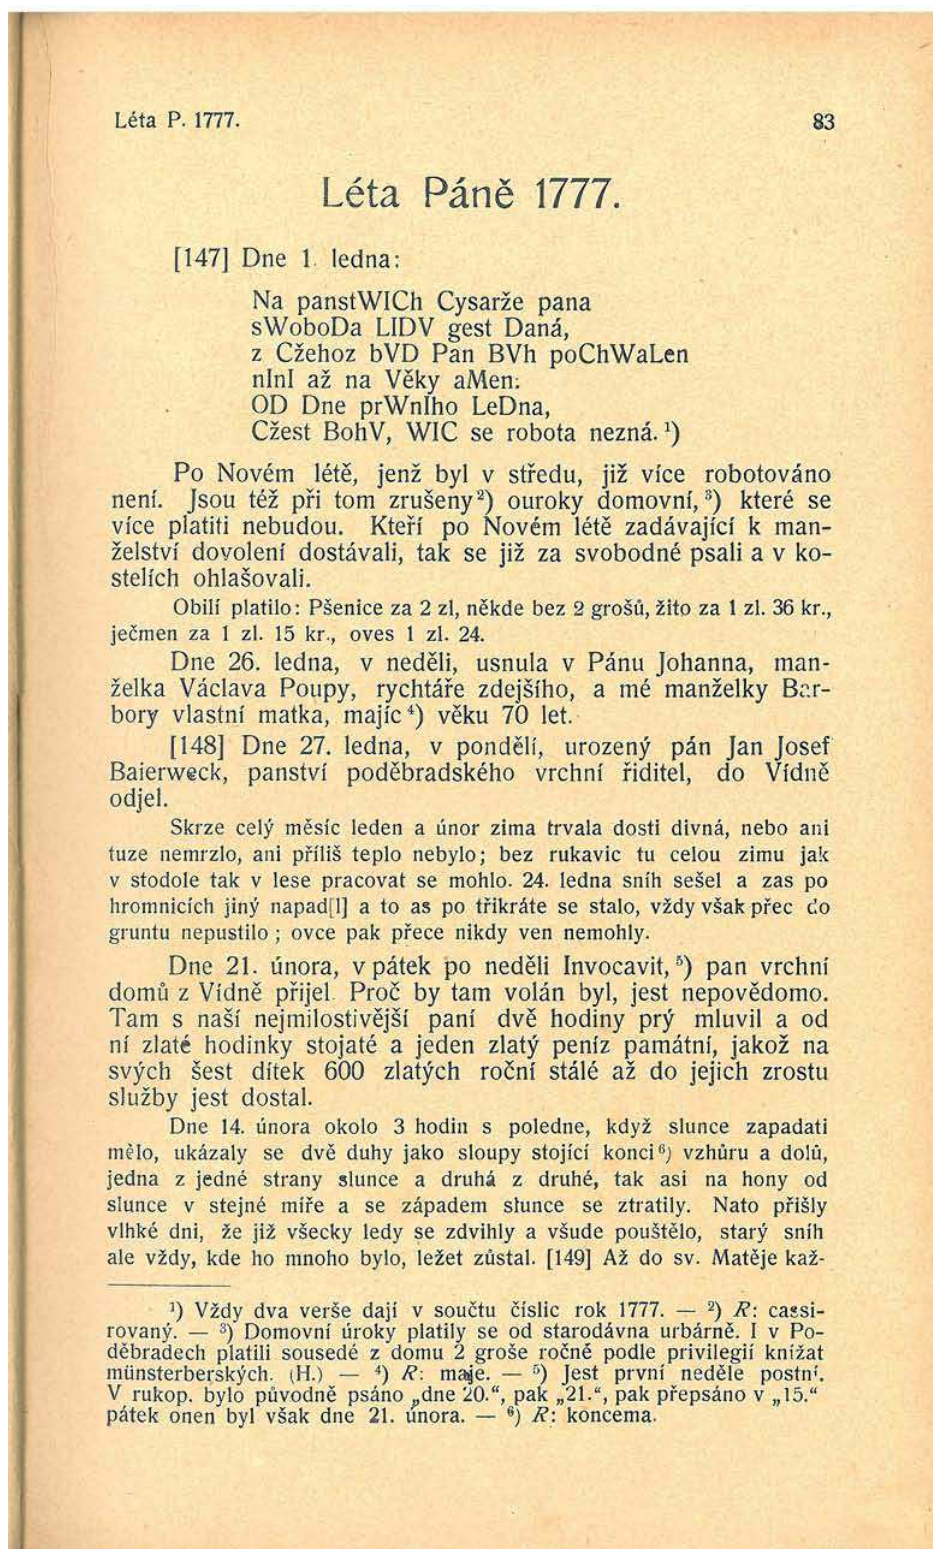 Léta P. 1777. 83
Léta Páně 1777.
[147] Dne 1. ledna:
Na panstWICh Cysarže pana
sWoboDa LIDV gest Daná,
z Cžehoz bVD Pan BVh poChWaLen
nInI až na Věky aMen:
OD Dne prWnIho LeDna,
Cžest BohV, WIC se robota nezná. ¹)
Po Novém létě, jenž byl v středu, již více robotováno
není. Jsou též při tom zrušeny ²) ouroky domovní, ³) které se
více platiti nebudou. Kteří po Novém létě zadávající k man-
želství dovolení dostávali, tak se již za svobodné psali a v ko-
stelích ohlašovali.
Obilí platilo: Pšenice za 2 zl, někde bez 2 grošů, žito za 1 zl. 36 kr.,
ječmen za 1 zl. 15 kr., oves 1 zl. 24.
Dne 26. ledna, v neděli, usnula v Pánu Johanna, man-
želka Václava Poupy, rychtáře zdejšího, a mé manželky Bar-
bory vlastní matka, majíc ⁴) věku 70 let.
[148] Dne 27. ledna, v pondělí, urozený pán Jan Josef
Baierweck, panství poděbradského vrchní řiditel, do Vídně
odjel.
Skrze celý měsíc leden a únor zima trvala dosti divná, nebo ani
tuze nemrzlo, ani příliš teplo nebylo; bez rukavic tu celou zimu jak
v stodole tak v lese pracovat se mohlo. 24. ledna sníh sešel a zas po
hromnicích jiný napad[l] a to as po třikráte se stalo, vždy však přec do
gruntu nepustilo ; ovce pak přece nikdy ven nemohly.
Dne 21. února, v pátek po neděli Invocavit, ⁵) pan vrchní
domů z Vídně přijel. Proč by tam volán byl, jest nepovědomo.
Tam s naší nejmilostivější paní dvě hodiny prý mluvil a od
ní zlaté hodinky stojaté a jeden zlatý peníz památní, jakož na
svých šest dítek 600 zlatých roční stálé až do jejich zrostu
služby jest dostal.
Dne 14. února okolo 3 hodin s poledne, když slunce zapadati
mělo, ukázaly se dvě duhy jako sloupy stojící konci ⁶) vzhůru a dolů,
jedna z jedné strany slunce a druhá z druhé, tak asi na hony od
slunce v stejné míře a se západem slunce se ztratily. Nato přišly
vlhké dni, že již všecky ledy se zdvihly a všude pouštělo, starý sníh
ale vždy, kde ho mnoho bylo, ležet zůstal. [149] Až do sv. Matěje kaž-
¹) Vždy dva verše dají v součtu číslic rok 1777. — ²) R: cassi-
rovaný. — ³) Domovní úroky platily se od starodávna urbárně. I v Po-
děbradech platili sousedé z domu 2 groše ročně podle privilegií knížat
münsterberských. (H.) — ⁴) R: maje. — ⁵) Jest první neděle postní.
V rukop. bylo původně psáno „dne 20.“, pak „21.“, pak přepsáno v „15.“
pátek onen byl však dne 21. února. — ⁶) R: koncema.